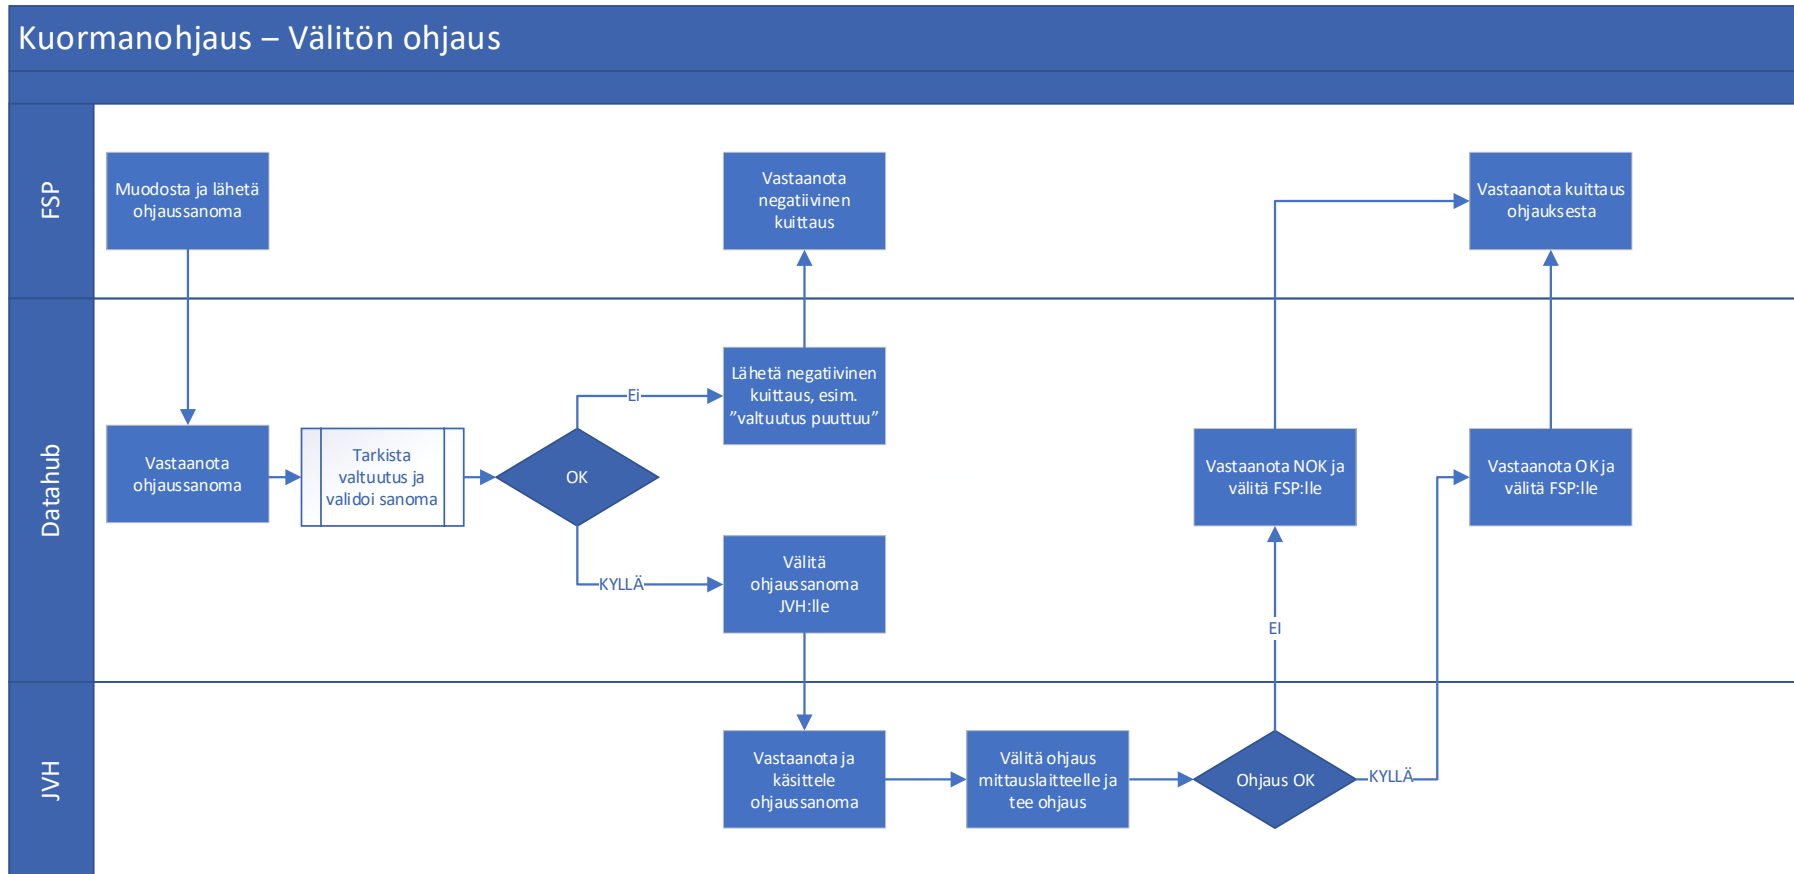 Kuormanohjaus – Välitön ohjaus
FSP
Muodosta ja lähetä
ohjaussanoma
Vastaanota
negatiivinen
kuittaus
Vastaanota kuittaus
ohjauksesta
Datahub
Vastaanota
ohjaussanoma
Tarkista
valtuutus ja
validoi sanoma
OK
Ei
Lähetä negatiivinen
kuittaus, esim.
”valtuutus puuttuu”
KYLLÄ
Välitä
ohjaussanoma
JVH:lle
Vastaanota NOK ja
välitä FSP:lle
Vastaanota OK ja
välitä FSP:lle
EI
JVH
Vastaanota ja
käsittele
ohjaussanoma
Välitä ohjaus
mittauslaitteelle ja
tee ohjaus
Ohjaus OK
KYLLÄ